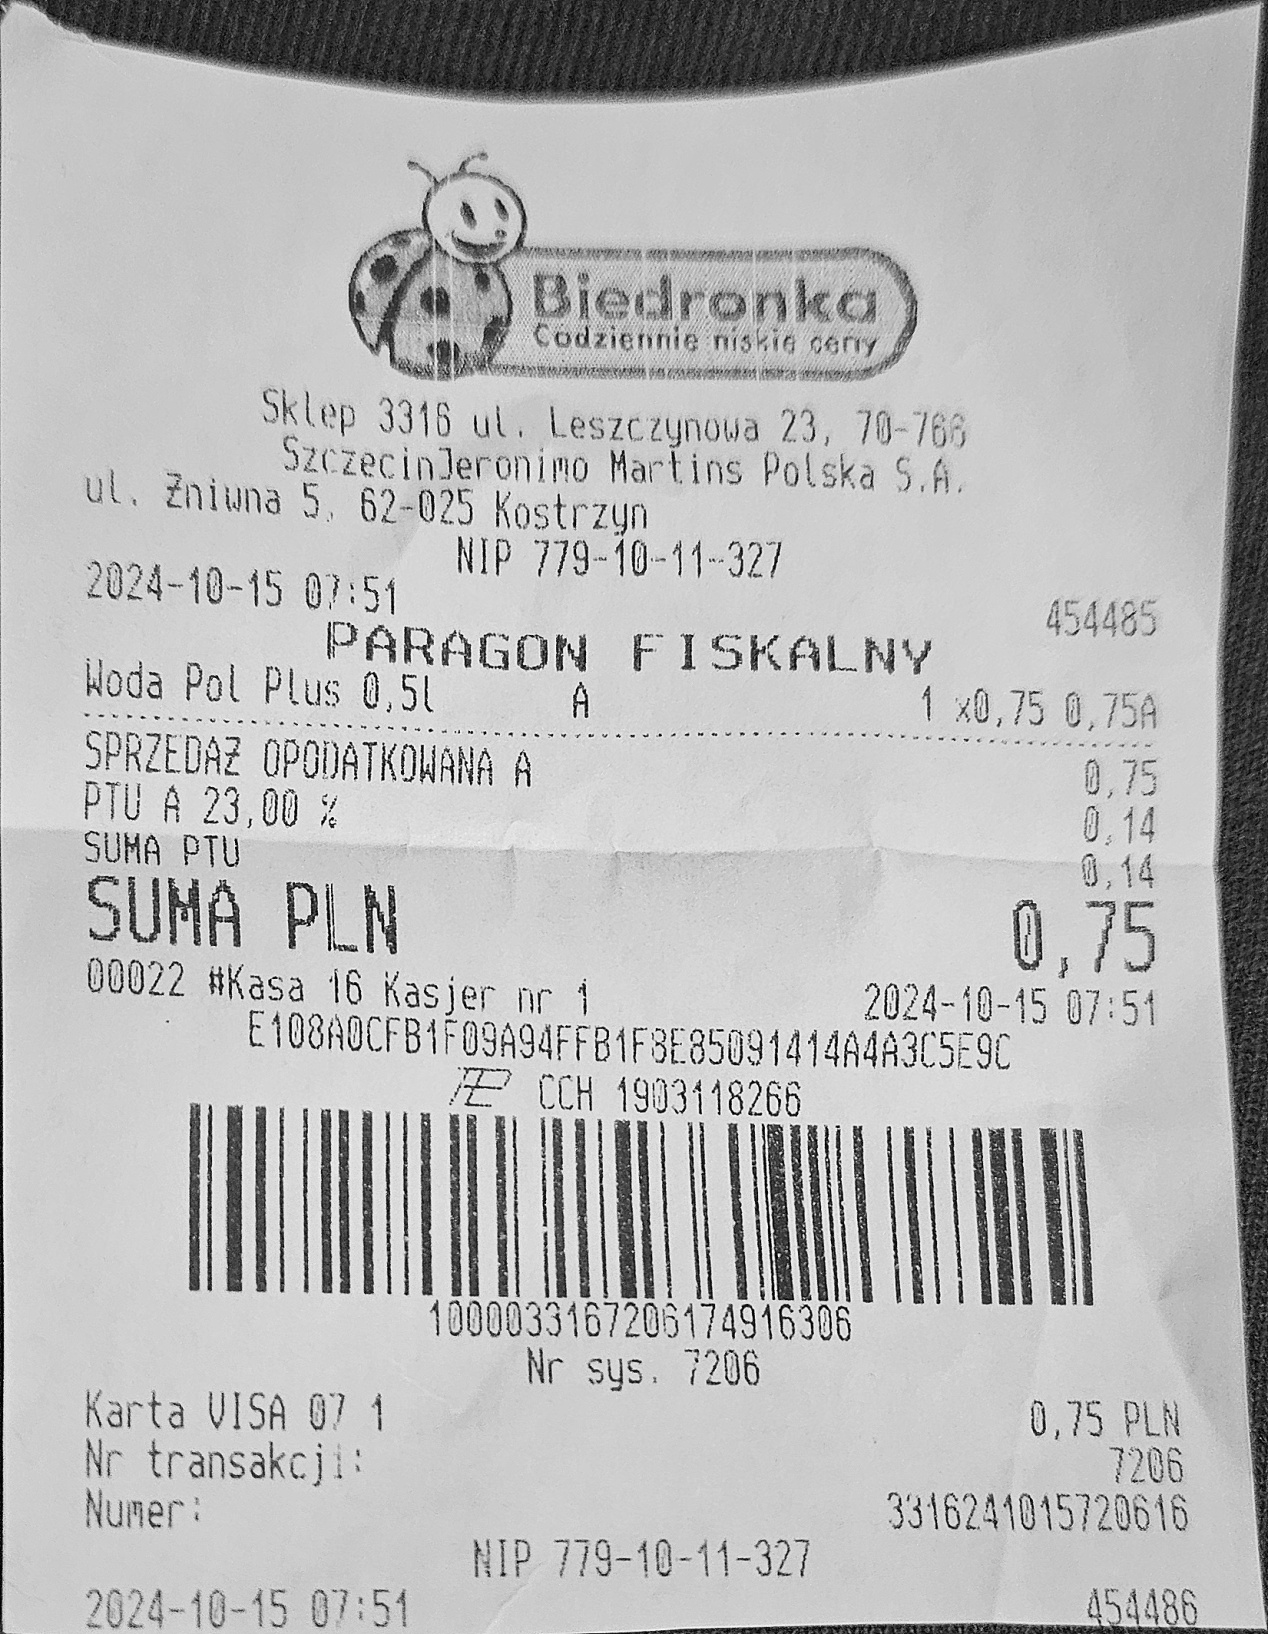 Biedronka
Codziennie niskie ceny
Sklep 3316 ul. Leszczynowa 23, 70-766
SzczecinJeronimo Martins Polska S.A.
ul. Żniwna 5, 62-025 Kostrzyn
NIP 779-10-11-327
2024-10-15 07:51 454485
PARAGON FISKALNY
Woda Pol Plus 0,5l A 1 x0,75 0,75A
SPRZEDAŻ OPODATKOWANA A 0,75
PTU A 23,00 % 0,14
SUMA PTU 0,14
SUMA PLN 0,75
00022 #Kasa 16 Kasjer nr 1 2024-10-15 07:51
E108A0CFB1F09A94FFB1F8E85091414A4A3C5E9C
CCH 1903118266
1000033167206174916306
Nr sys. 7206
Karta VISA 07 1 0,75 PLN
Nr transakcji: 7206
Numer: 3316241015720616
NIP 779-10-11-327
2024-10-15 07:51 454486